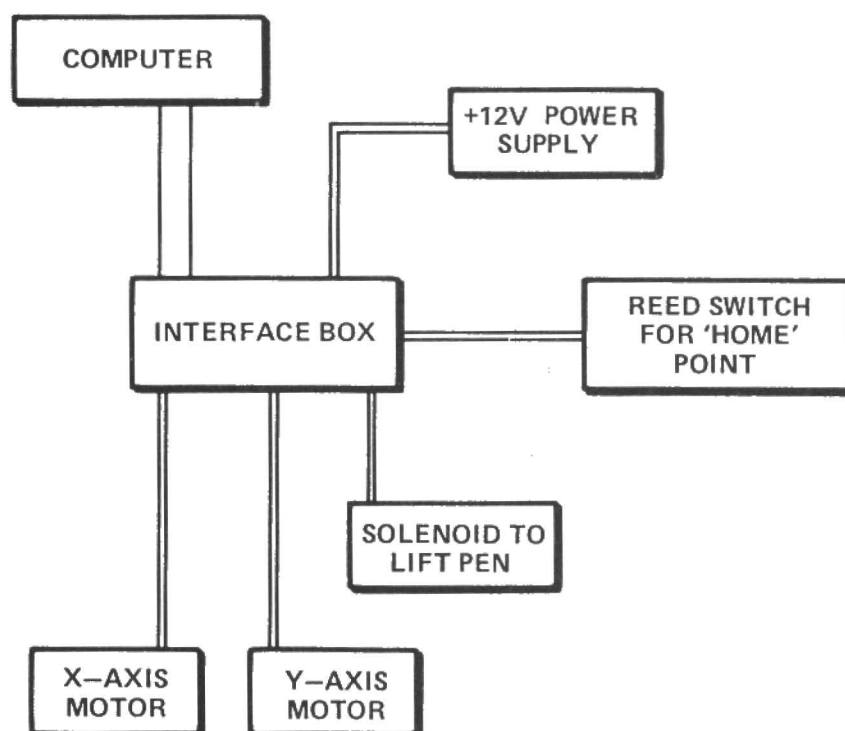 COMPUTER
+12V POWER
SUPPLY
INTERFACE BOX
REED SWITCH
FOR 'HOME'
POINT
SOLENOID TO
LIFT PEN
X–AXIS
MOTOR
Y–AXIS
MOTOR